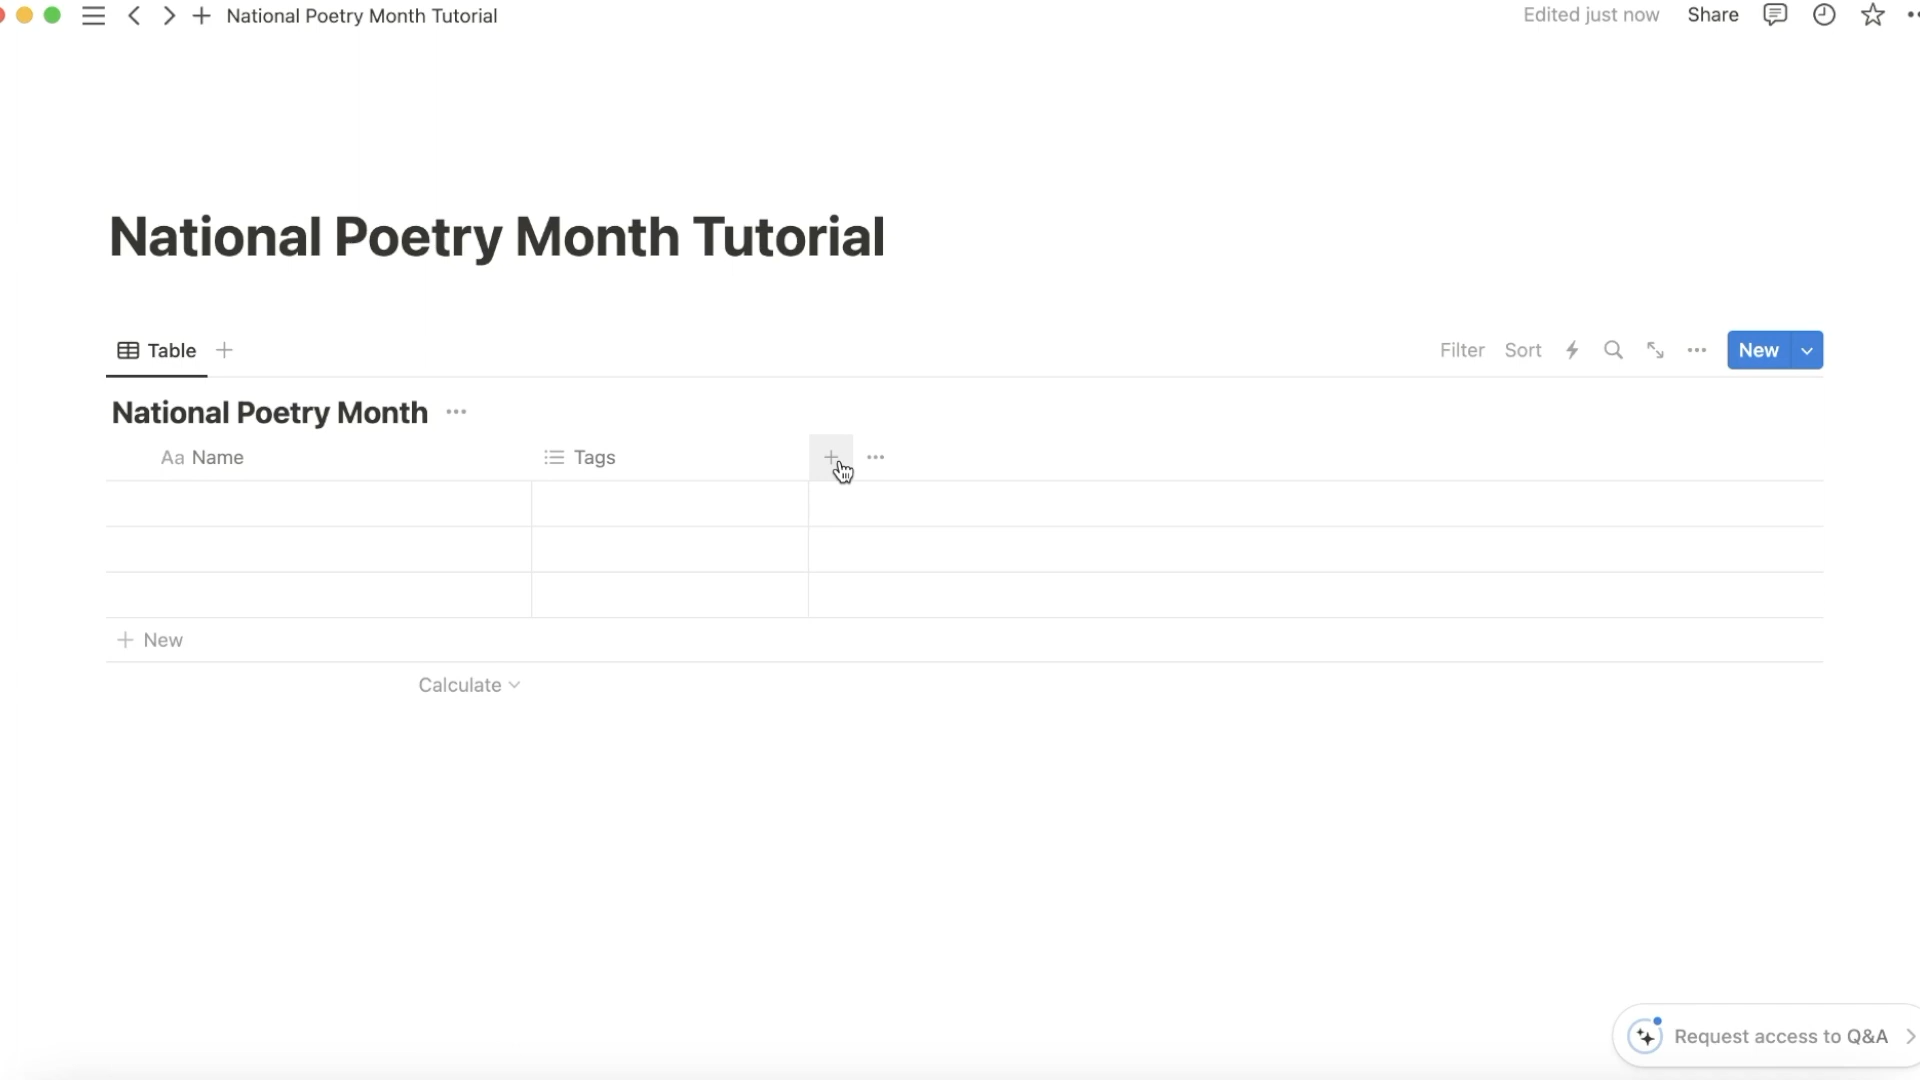 National Poetry Month Tutorial
Edited just now Share
National Poetry Month Tutorial
Table
Filter Sort New
National Poetry Month
Aa Name Tags
New
Calculate
Request access to Q&A